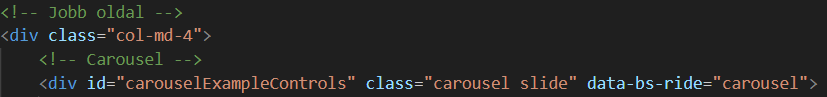 <!-- Jobb oldal -->
<div class="col-md-4">
<!-- Carousel -->
<div id="carouselExampleControls" class="carousel slide" data-bs-ride="carousel">